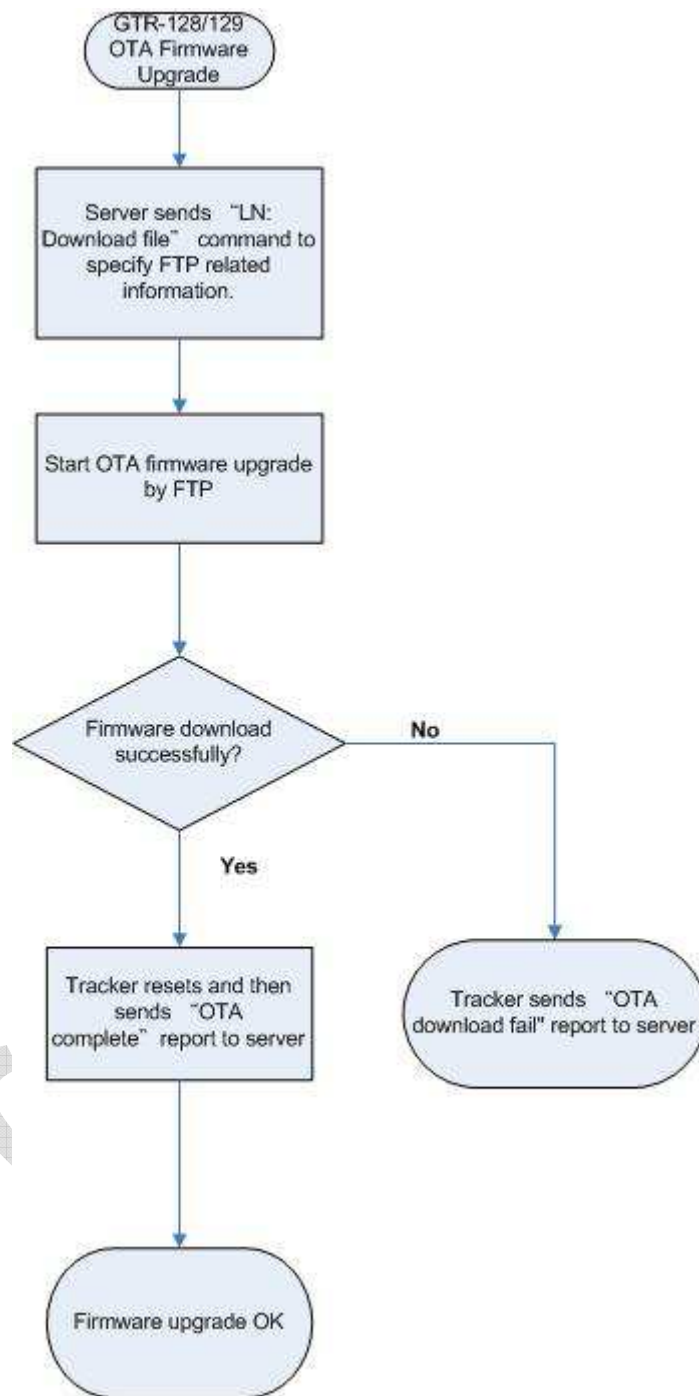 GTR-128/129
OTA Firmware
Upgrade
Server sends “LN:
Download file” command to
specify FTP related
information.
Start OTA firmware upgrade
by FTP
Firmware download
successfully?
No
Yes
Tracker resets and then
sends “OTA
complete” report to server
Tracker sends “OTA
download fail" report to server
Firmware upgrade OK